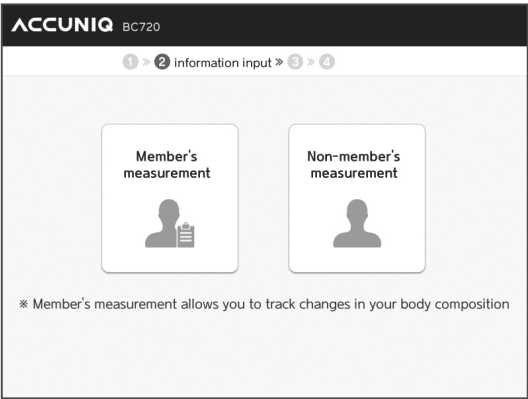 ACCUNIQ BC720
1 » 2 information input » 3 » 4
Member's
measurement
Non-member's
measurement
※ Member's measurement allows you to track changes in your body composition